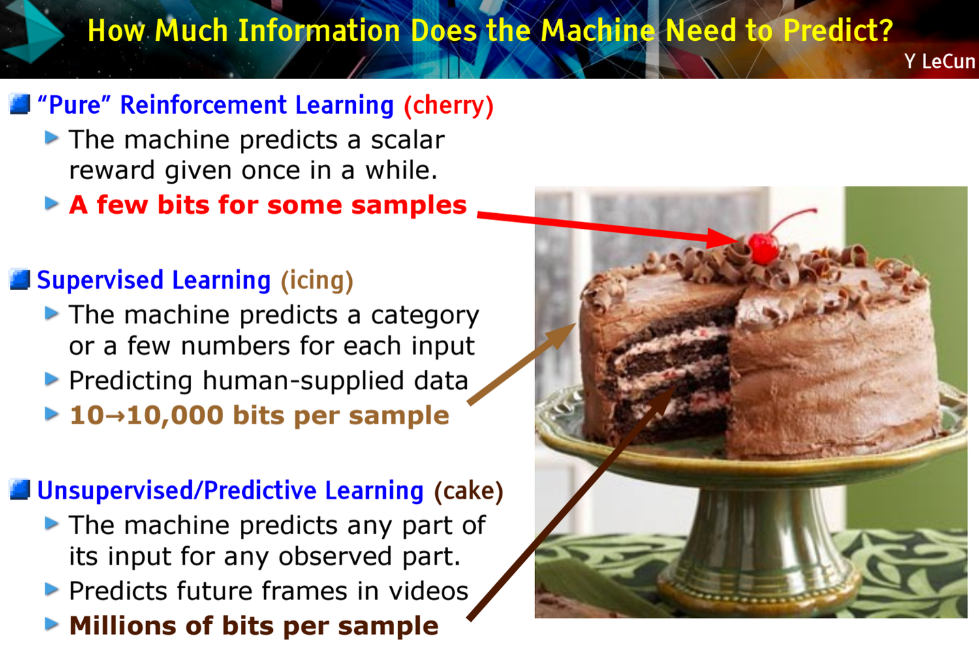 How Much Information Does the Machine Need to Predict?
Y LeCun
“Pure” Reinforcement Learning (cherry)
The machine predicts a scalar
reward given once in a while.
A few bits for some samples
Supervised Learning (icing)
The machine predicts a category
or a few numbers for each input
Predicting human-supplied data
10→10,000 bits per sample
Unsupervised/Predictive Learning (cake)
The machine predicts any part of
its input for any observed part.
Predicts future frames in videos
Millions of bits per sample